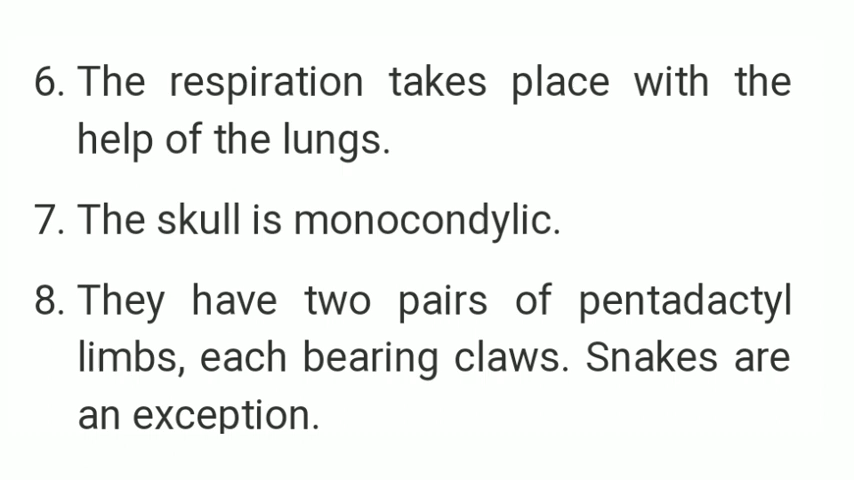 6. The respiration takes place with the
help of the lungs.
7. The skull is monocondylic.
8. They have two pairs of pentadactyl
limbs, each bearing claws. Snakes are
an exception.